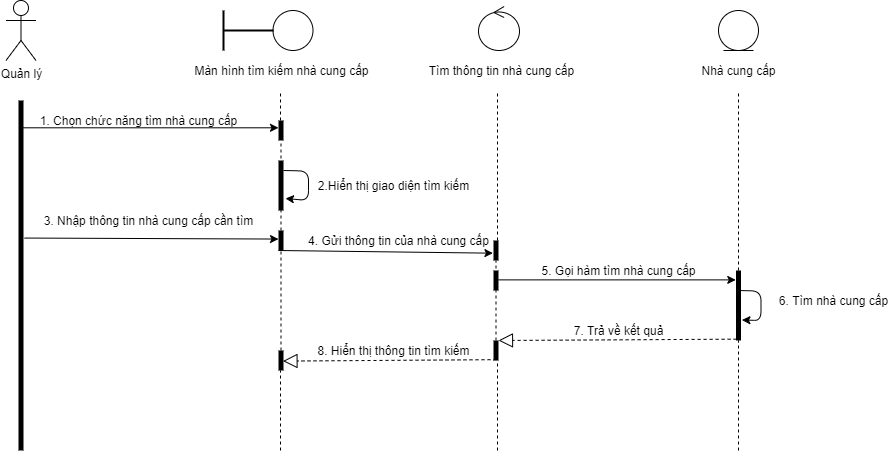 Quản lý
Màn hình tìm kiếm nhà cung cấp
Tìm thông tin nhà cung cấp
Nhà cung cấp
1. Chọn chức năng tìm nhà cung cấp
2.Hiển thị giao diện tìm kiếm
3. Nhập thông tin nhà cung cấp cần tìm
4. Gửi thông tin của nhà cung cấp
5. Gọi hàm tìm nhà cung cấp
6. Tìm nhà cung cấp
7. Trả về kết quả
8. Hiển thị thông tin tìm kiếm